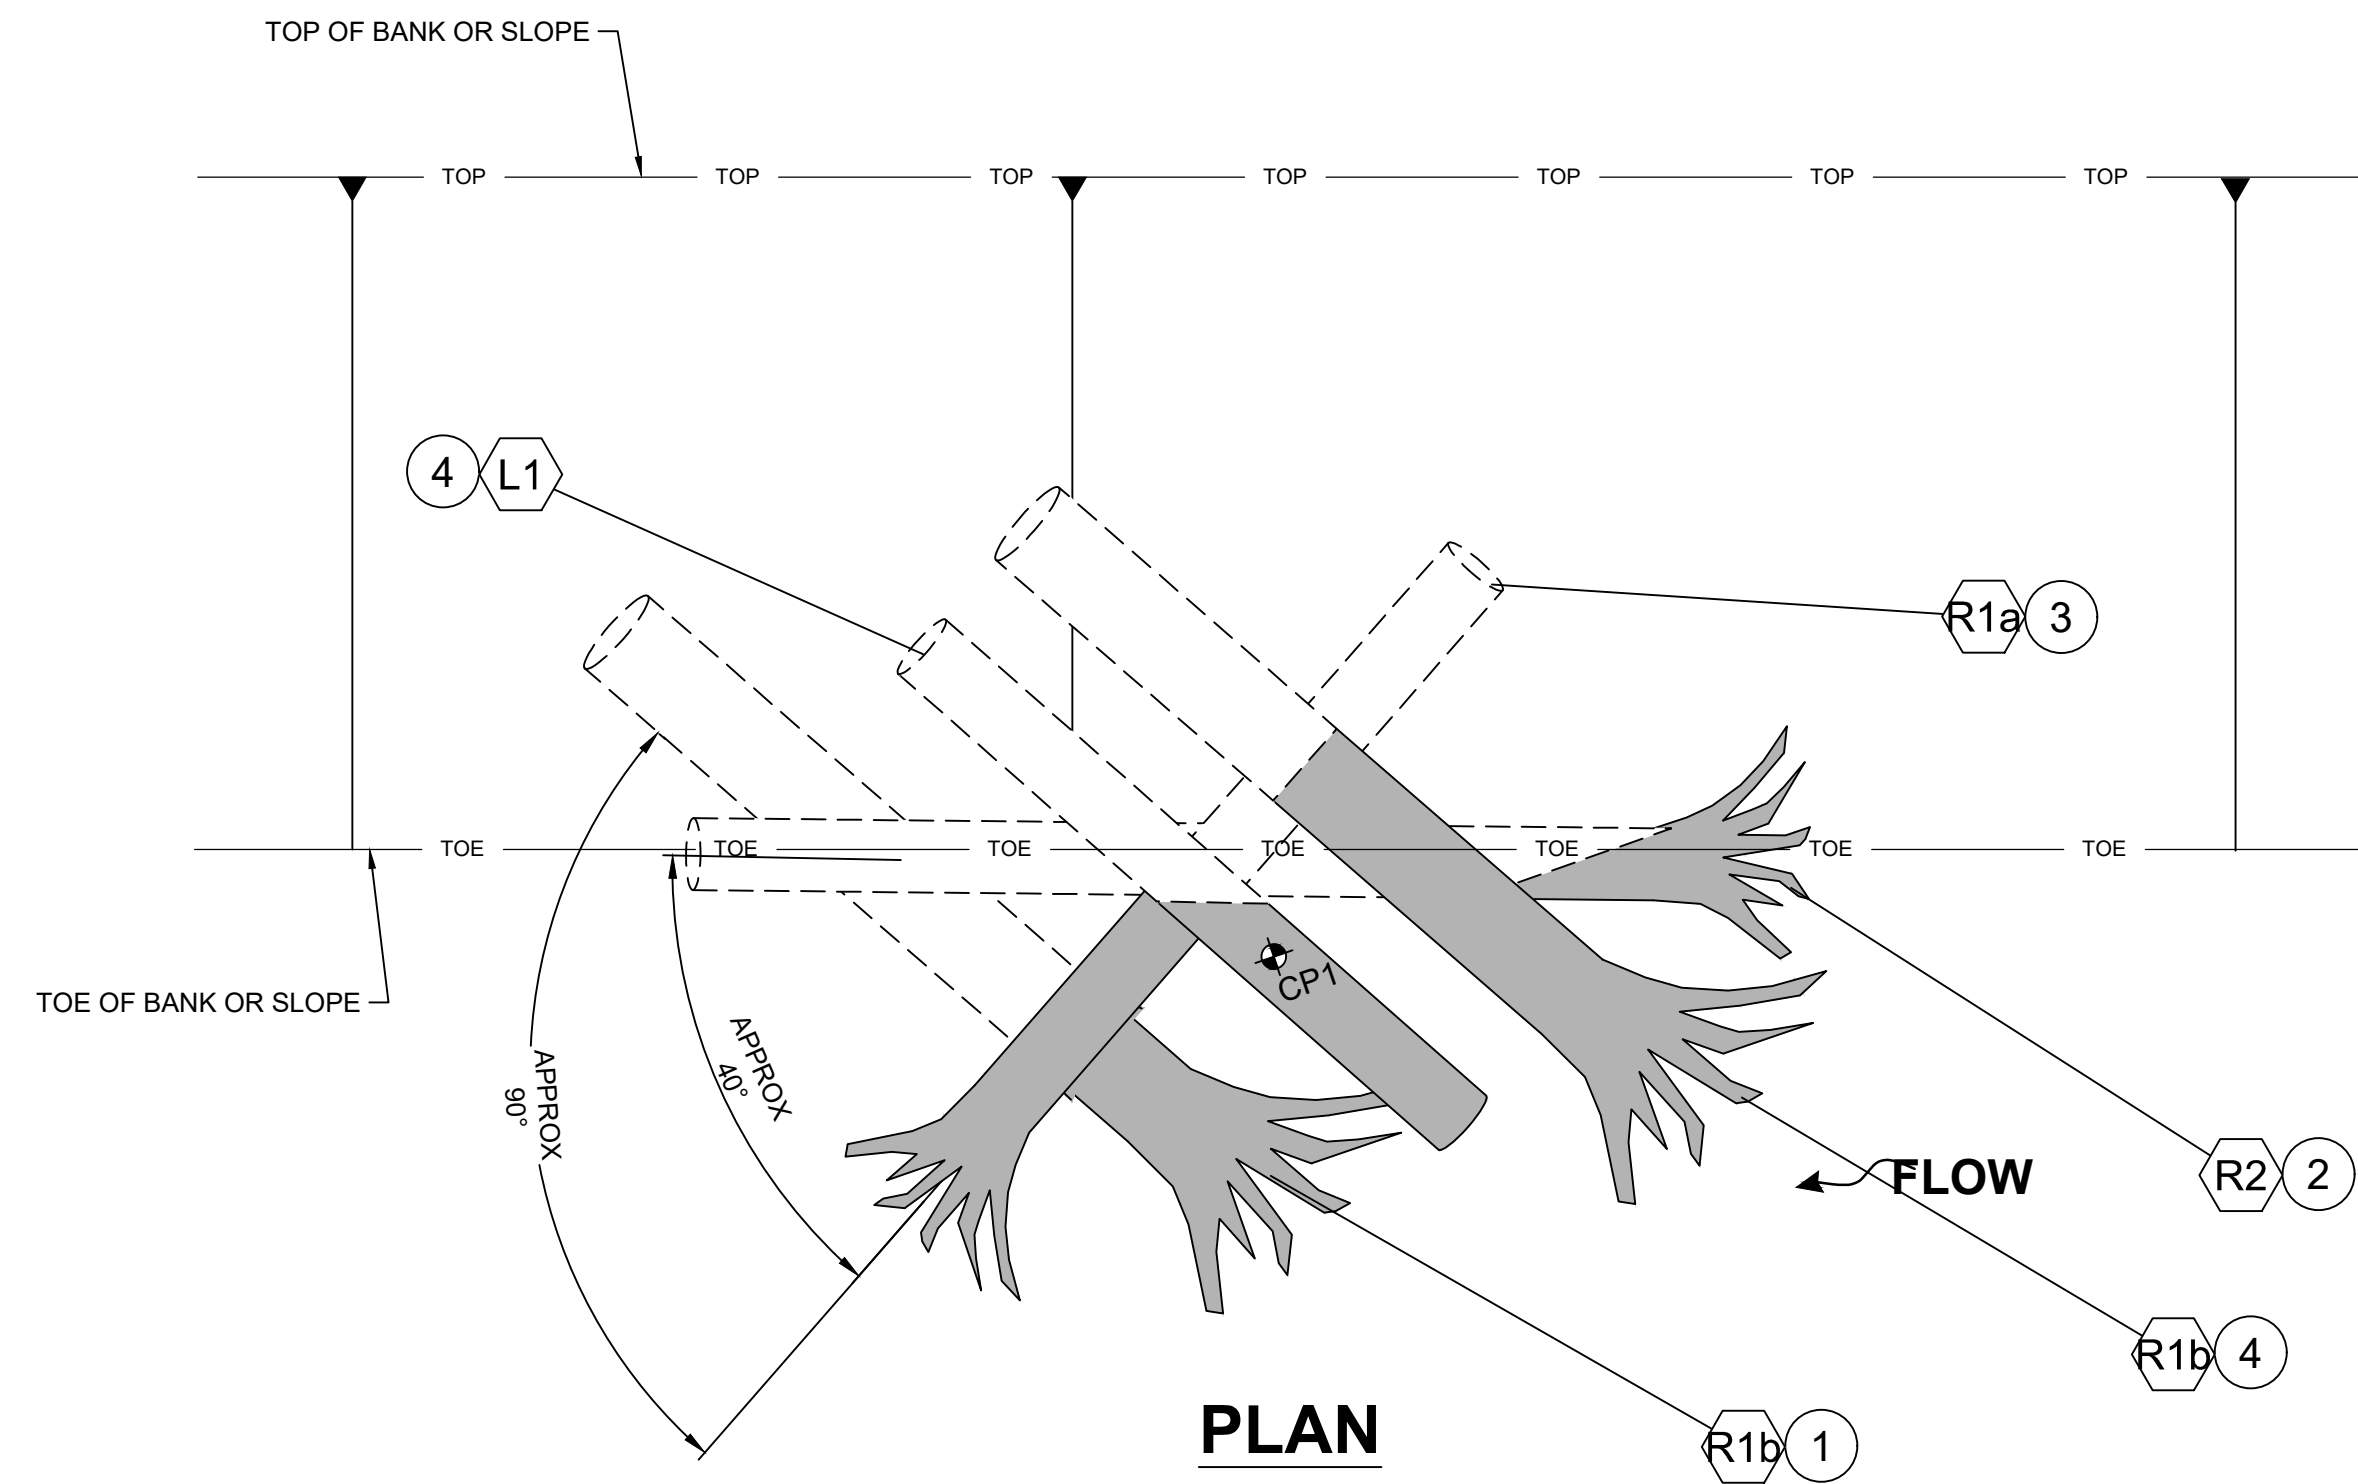 TOP OF BANK OR SLOPE
TOP TOP TOP TOP TOP TOP TOP
4 L1
R1a 3
TOE TOE TOE TOE TOE TOE TOE
TOE OF BANK OR SLOPE
CP1
APPROX
40°
APPROX
90°
FLOW
R2 2
R1b 4
PLAN
R1b 1